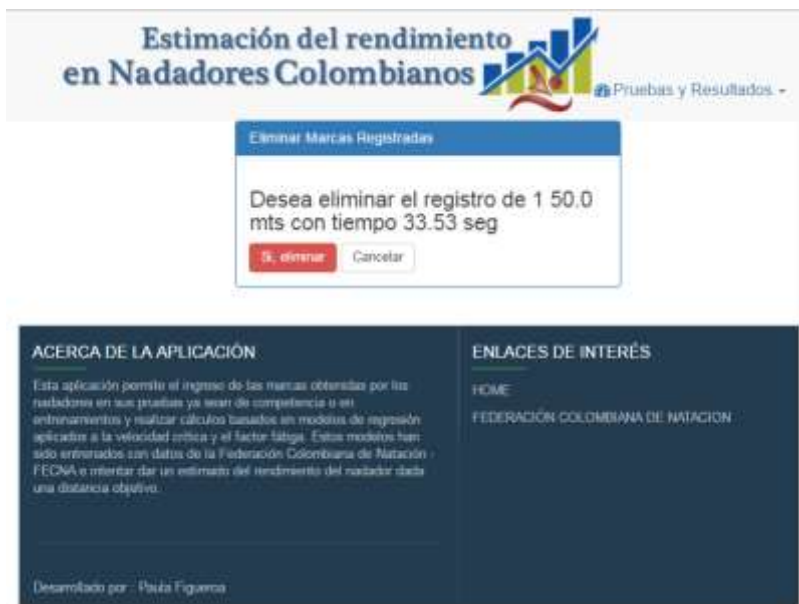 Estimación del rendimiento
en Nadadores Colombianos
Pruebas y Resultados
Eliminar Marcas Registradas
Desea eliminar el registro de 1 50.0
mts con tiempo 33.53 seg
Si, eliminar
Cancelar
ACERCA DE LA APLICACIÓN
Esta aplicación permite el ingreso de las marcas obtenidas por los
nadadores en sus pruebas ya sean de competencia o en
entrenamientos y realizar cálculos basados en modelos de regresión
aplicados a la velocidad crítica y el factor fátiga. Estos modelos han
sido entrenados con datos de la Federación Colombiana de Natación -
FECNA e intentar dar un estimado del rendimiento del nadador dada
una distancia objetivo.
Desarrollado por : Paula Figueroa
ENLACES DE INTERÉS
HOME
FEDERACIÓN COLOMBIANA DE NATACION